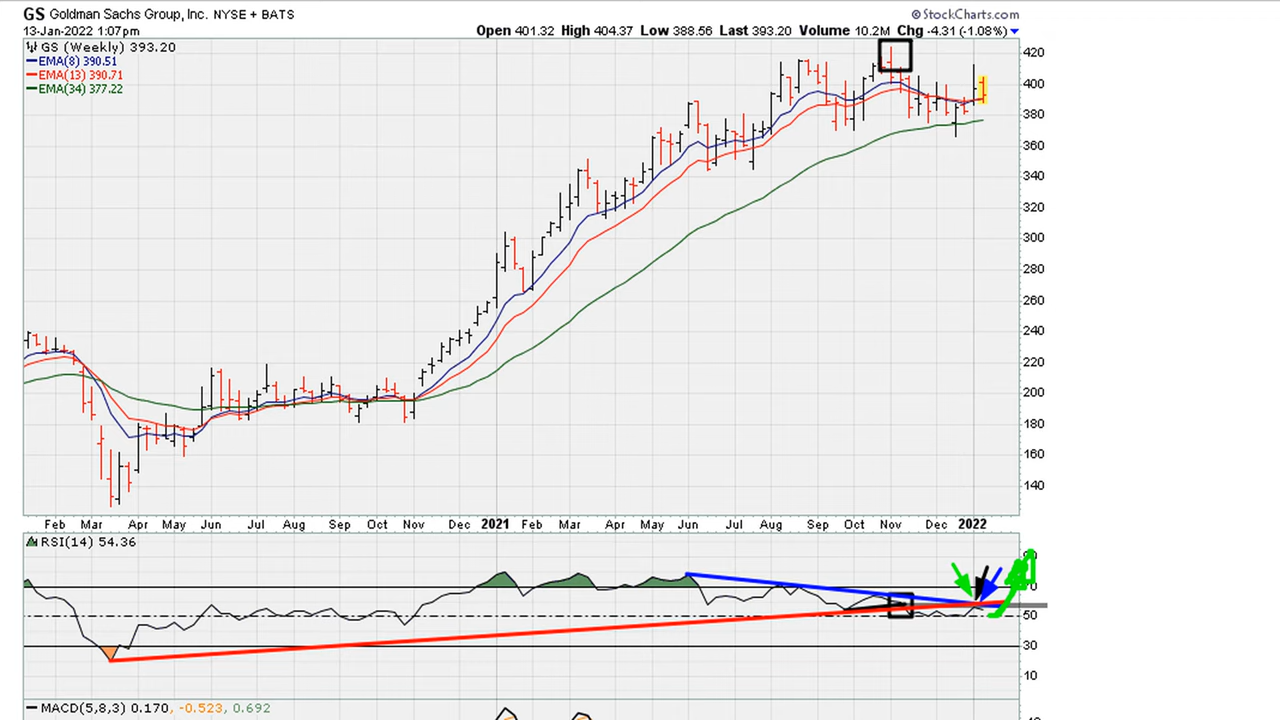 GS Goldman Sachs Group, Inc. NYSE + BATS
© StockCharts.com
13-Jan-2022 1:07pm
Open 401.32 High 404.37 Low 388.56 Last 393.20 Volume 10.2M Chg -4.31 (-1.08%)
GS (Weekly) 393.20
EMA(8) 390.51
EMA(13) 390.71
EMA(34) 377.22
420
400
380
360
340
320
300
280
260
240
220
200
180
160
140
Feb Mar Apr May Jun Jul Aug Sep Oct Nov Dec 2021 Feb Mar Apr May Jun Jul Aug Sep Oct Nov Dec 2022
RSI(14) 54.36
50
30
10
MACD(5,8,3) 0.170, -0.523, 0.692